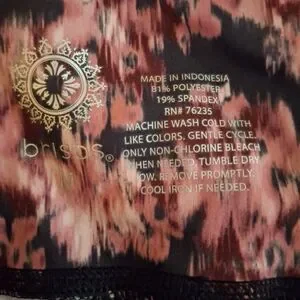 MADE IN INDONESIA
81% POLYESTER
19% SPANDEX
RN# 76235
MACHINE WASH COLD WITH
LIKE COLORS, GENTLE CYCLE.
ONLY NON-CHLORINE BLEACH
WHEN NEEDED. TUMBLE DRY
LOW. REMOVE PROMPTLY.
COOL IRON IF NEEDED.